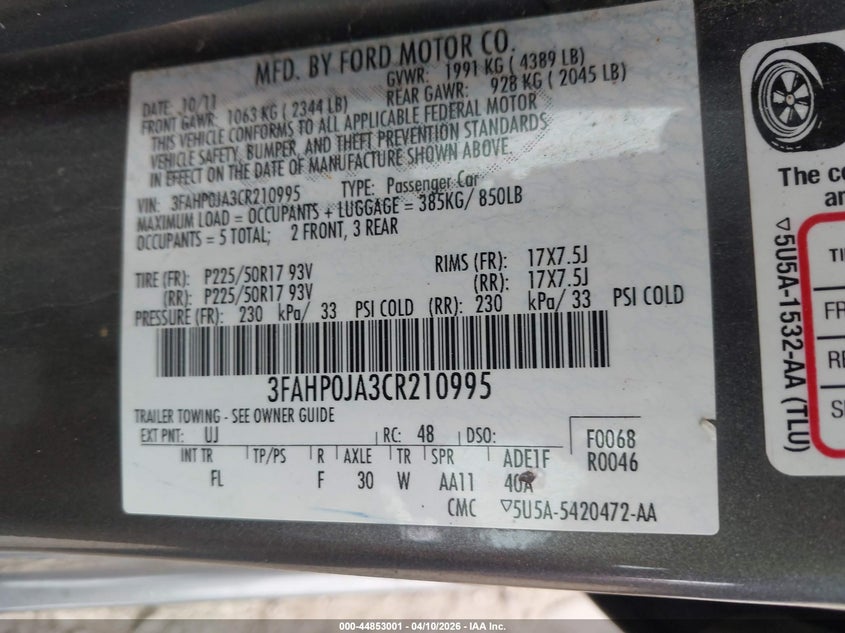 MFD. BY FORD MOTOR CO.
DATE: 10/11 GVWR: 1991 KG ( 4389 LB)
FRONT GAWR: 1063 KG ( 2344 LB) REAR GAWR: 928 KG ( 2045 LB)
THIS VEHICLE CONFORMS TO ALL APPLICABLE FEDERAL MOTOR
VEHICLE SAFETY, BUMPER, AND THEFT PREVENTION STANDARDS
IN EFFECT ON THE DATE OF MANUFACTURE SHOWN ABOVE.
VIN: 3FAHP0JA3CR210995 TYPE: Passenger Car
MAXIMUM LOAD = OCCUPANTS + LUGGAGE = 385KG/ 850LB
OCCUPANTS = 5 TOTAL; 2 FRONT, 3 REAR
TIRE (FR): P225/50R17 93V RIMS (FR): 17X7.5J
(RR): P225/50R17 93V (RR): 17X7.5J
PRESSURE (FR): 230 kPa/ 33 PSI COLD (RR): 230 kPa/ 33 PSI COLD
3FAHP0JA3CR210995
TRAILER TOWING - SEE OWNER GUIDE
EXT PNT: UJ RC: 48 DSO: F0068
INT TR TP/PS R AXLE TR SPR ADE1F R0046
FL F 30 W AA11 40A
CMC ▽5U5A-5420472-AA
The co
an
▽5U5A-1532-AA (TLU)
TI
FR
RE
SP
000-44853001 - 04/10/2026 - IAA Inc.